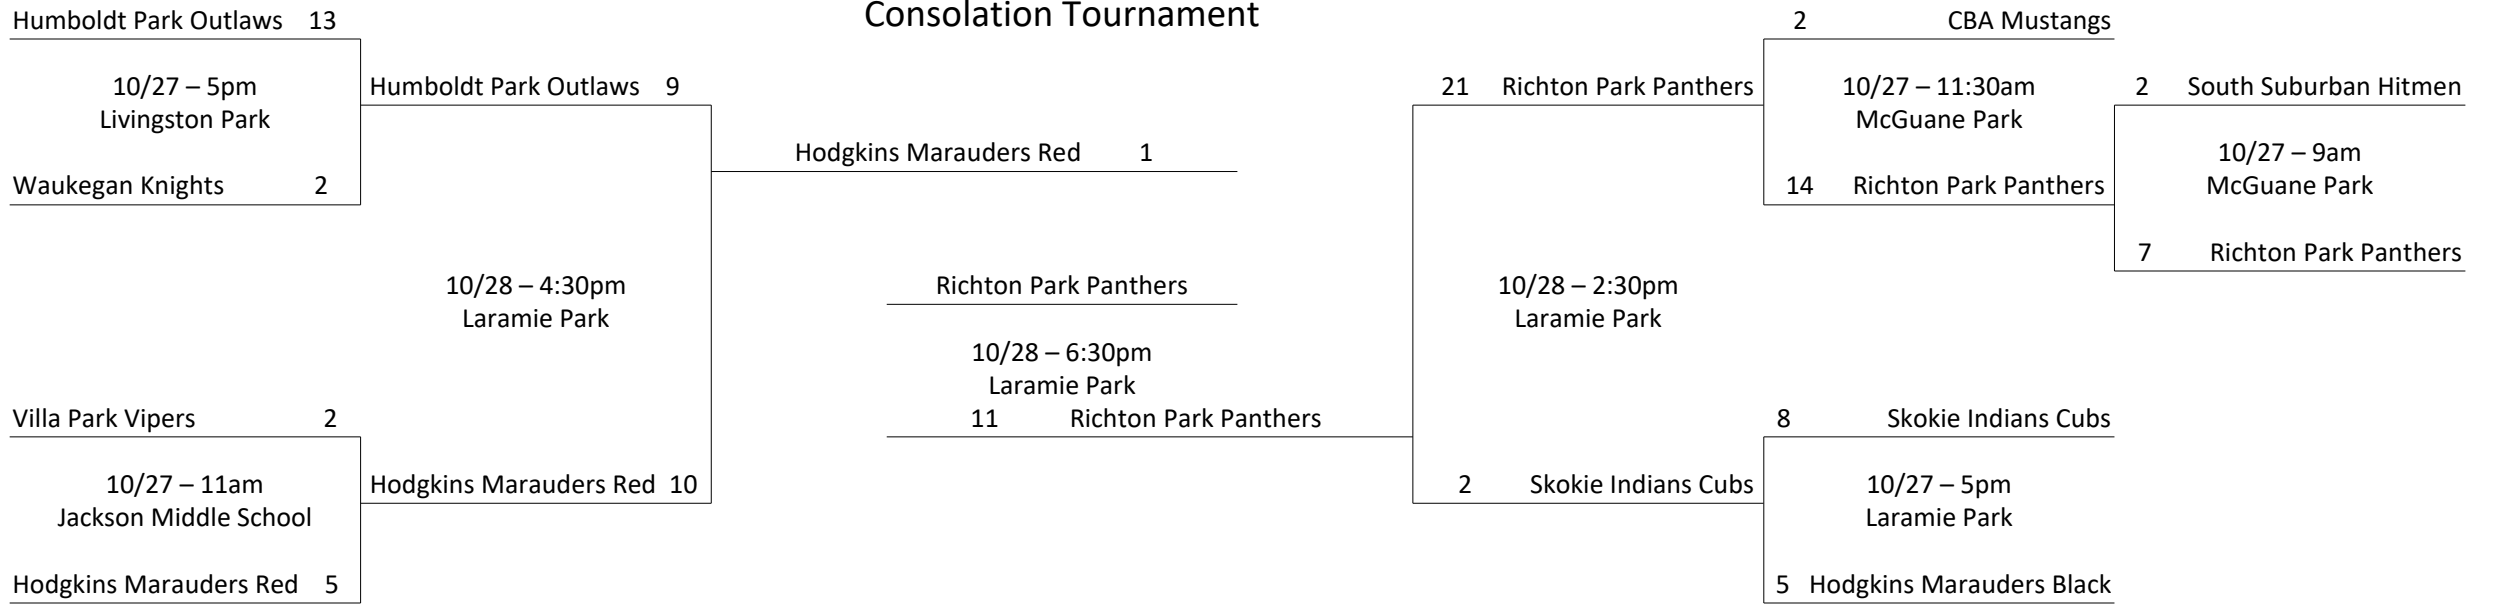 Consolation Tournament
Humboldt Park Outlaws 13
10/27 – 5pm
Livingston Park
Waukegan Knights 2
Humboldt Park Outlaws 9
10/28 – 4:30pm
Laramie Park
Villa Park Vipers 2
10/27 – 11am
Jackson Middle School
Hodgkins Marauders Red 5
Hodgkins Marauders Red 10
Hodgkins Marauders Red 1
Richton Park Panthers
10/28 – 6:30pm
Laramie Park
11 Richton Park Panthers
21 Richton Park Panthers
10/28 – 2:30pm
Laramie Park
2 Skokie Indians Cubs
2 CBA Mustangs
10/27 – 11:30am
McGuane Park
14 Richton Park Panthers
2 South Suburban Hitmen
10/27 – 9am
McGuane Park
7 Richton Park Panthers
8 Skokie Indians Cubs
10/27 – 5pm
Laramie Park
5 Hodgkins Marauders Black